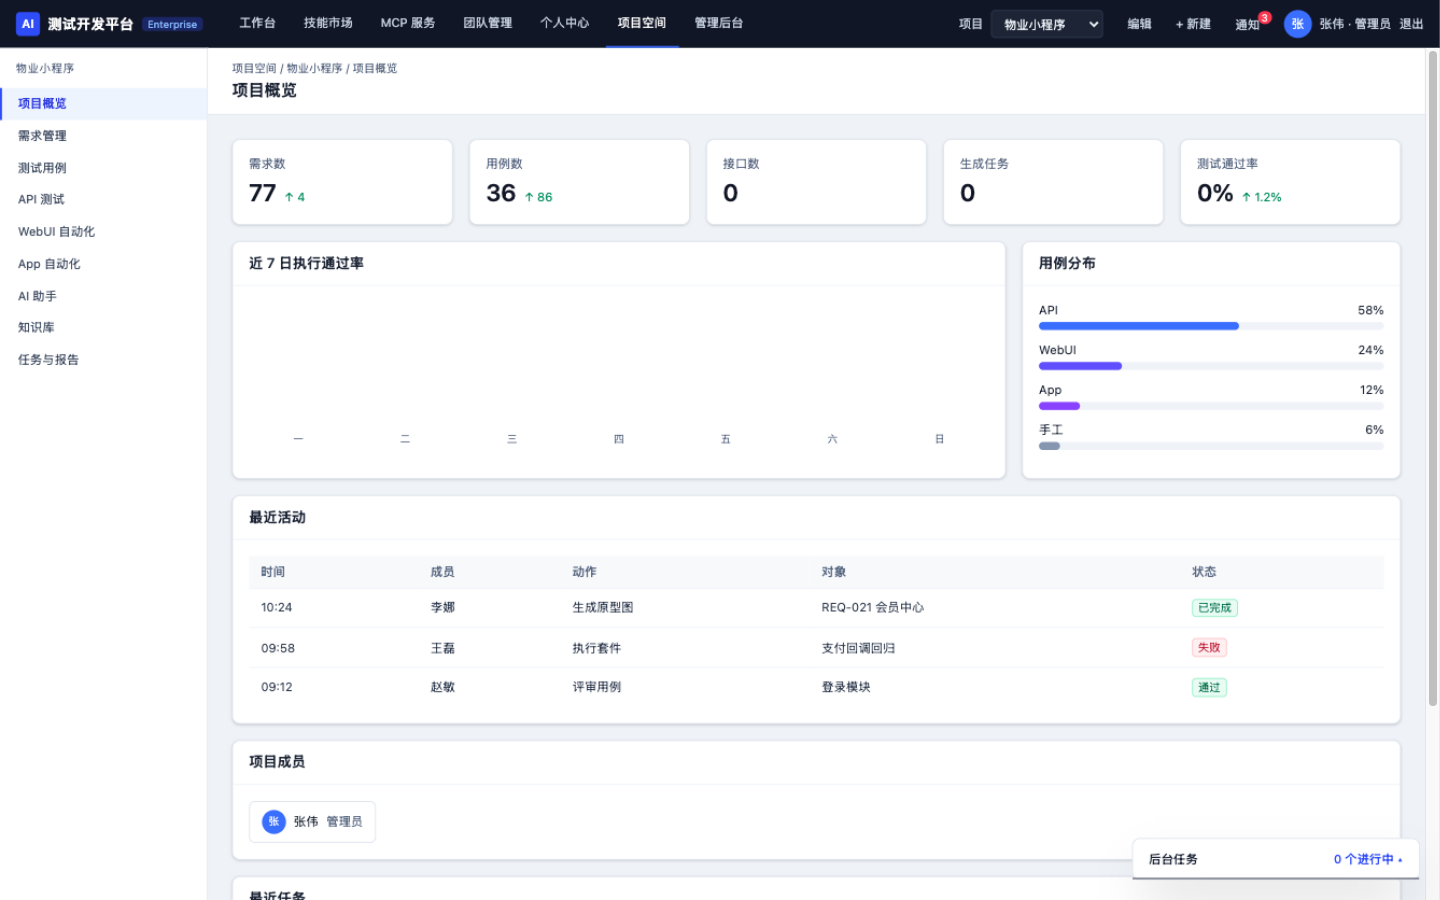 AI 测试开发平台 Enterprise 工作台 技能市场 MCP 服务 团队管理 个人中心 项目空间 管理后台 项目 物业小程序 编辑 + 新建 通知 3 张 张伟 · 管理员 退出
物业小程序
项目概览
需求管理
测试用例
API 测试
WebUI 自动化
App 自动化
AI 助手
知识库
任务与报告
项目空间 / 物业小程序 / 项目概览
项目概览
需求数
77 ↑ 4
用例数
36 ↑ 86
接口数
0
生成任务
0
测试通过率
0% ↑ 1.2%
近 7 日执行通过率
一 二 三 四 五 六 日
用例分布
API 58%
WebUI 24%
App 12%
手工 6%
最近活动
时间 成员 动作 对象 状态
10:24 李娜 生成原型图 REQ-021 会员中心 已完成
09:58 王磊 执行套件 支付回调回归 失败
09:12 赵敏 评审用例 登录模块 通过
项目成员
张 张伟 管理员
后台任务 0 个进行中
最近任务